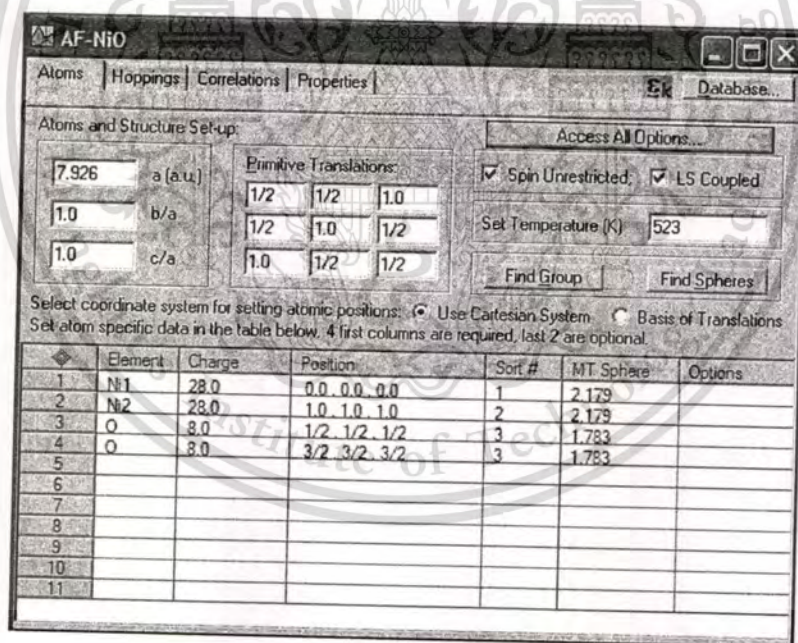 AF-NiO
Atoms Hoppings Correlations Properties
Εk Database...
Atoms and Structure Set-up:
7.926 a (a.u.)
1.0 b/a
1.0 c/a
Primitive Translations:
1/2 1/2 1.0
1/2 1.0 1/2
1.0 1/2 1/2
Access All Options...
Spin Unrestricted, LS Coupled
Set Temperature (K) 523
Find Group Find Spheres
Select coordinate system for setting atomic positions: Use Cartesian System Basis of Translations
Set atom specific data in the table below. 4 first columns are required, last 2 are optional.
Element Charge Position Sort # MT Sphere Options
1 Ni1 28.0 0.0 , 0.0 , 0.0 1 2.179
2 Ni2 28.0 1.0 , 1.0 , 1.0 2 2.179
3 O 8.0 1/2 , 1/2 , 1/2 3 1.783
4 O 8.0 3/2 , 3/2 , 3/2 3 1.783
5
6
7
8
9
10
11
Institute of Tech